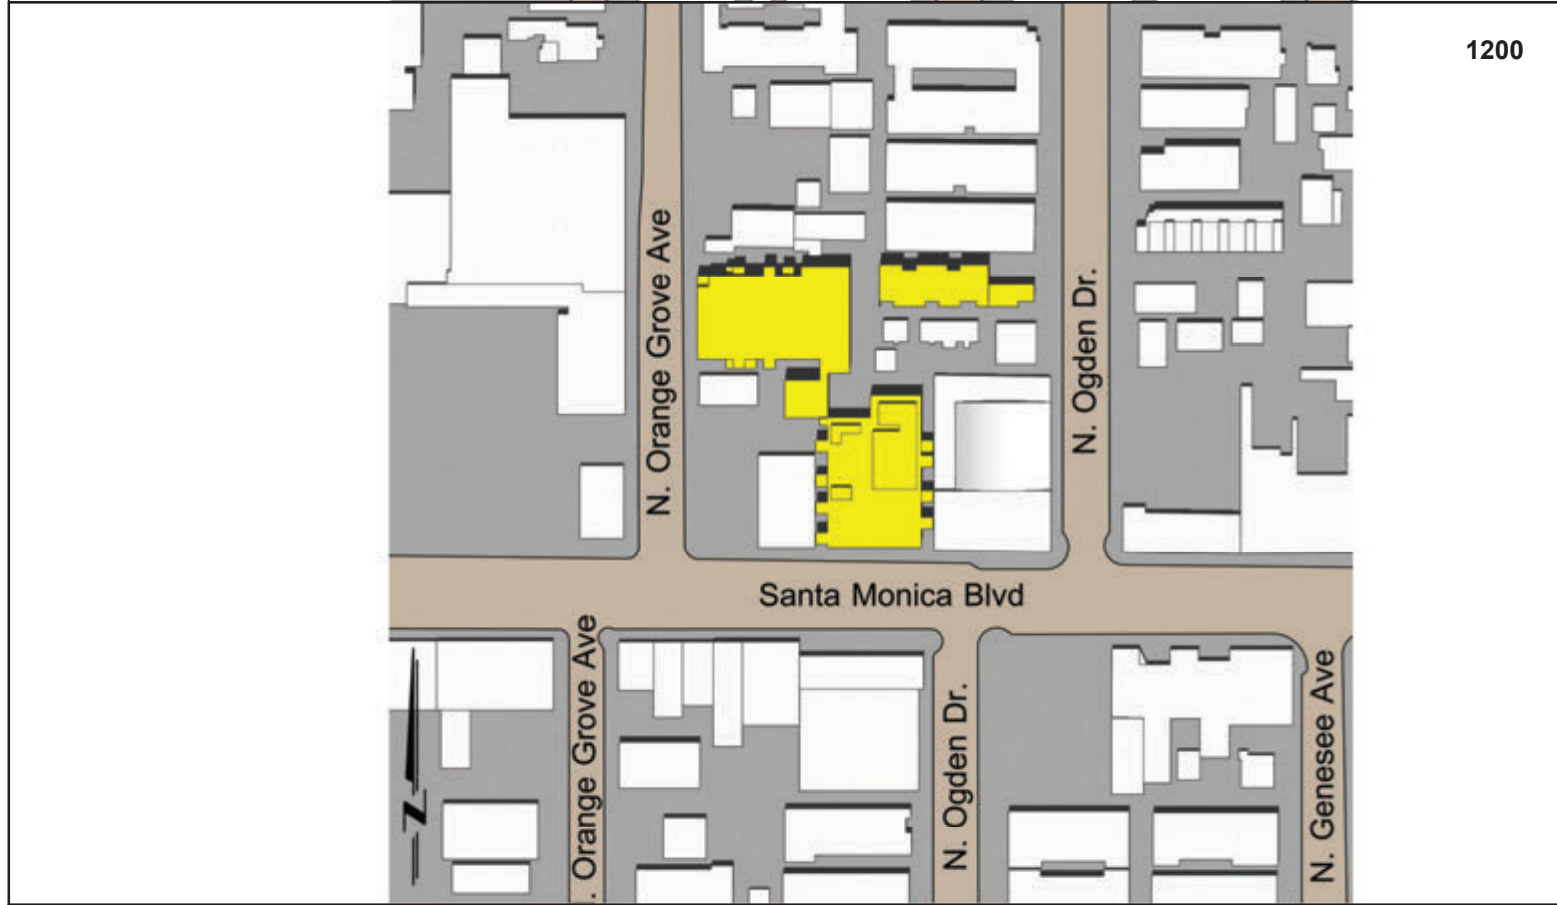 1200
N. Orange Grove Ave
N. Ogden Dr.
Santa Monica Blvd
. Orange Grove Ave
N. Ogden Dr.
N. Genesee Ave
N